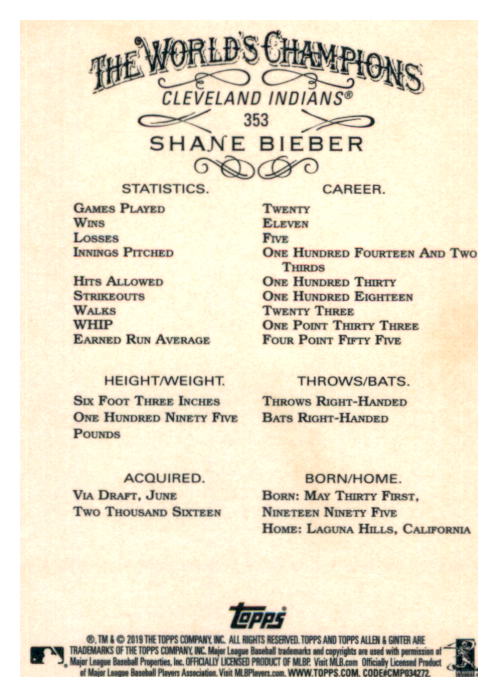 THE WORLD'S CHAMPIONS
CLEVELAND INDIANS®
353
SHANE BIEBER
STATISTICS. CAREER.
GAMES PLAYED TWENTY
WINS ELEVEN
LOSSES FIVE
INNINGS PITCHED ONE HUNDRED FOURTEEN AND TWO
THIRDS
HITS ALLOWED ONE HUNDRED THIRTY
STRIKEOUTS ONE HUNDRED EIGHTEEN
WALKS TWENTY THREE
WHIP ONE POINT THIRTY THREE
EARNED RUN AVERAGE FOUR POINT FIFTY FIVE
HEIGHT/WEIGHT. THROWS/BATS.
SIX FOOT THREE INCHES THROWS RIGHT-HANDED
ONE HUNDRED NINETY FIVE BATS RIGHT-HANDED
POUNDS
ACQUIRED. BORN/HOME.
VIA DRAFT, JUNE BORN: MAY THIRTY FIRST,
TWO THOUSAND SIXTEEN NINETEEN NINETY FIVE
HOME: LAGUNA HILLS, CALIFORNIA
TOPPS
®, TM & © 2019 THE TOPPS COMPANY, INC. ALL RIGHTS RESERVED. TOPPS AND TOPPS ALLEN & GINTER ARE
TRADEMARKS OF THE TOPPS COMPANY, INC. Major League Baseball trademarks and copyrights are used with permission of
Major League Baseball Properties, Inc. OFFICIALLY LICENSED PRODUCT OF MLBP. Visit MLB.com Officially Licensed Product
of Major League Baseball Players Association. Visit MLBPlayers.com. WWW.TOPPS.COM. CODE#CMP034272.